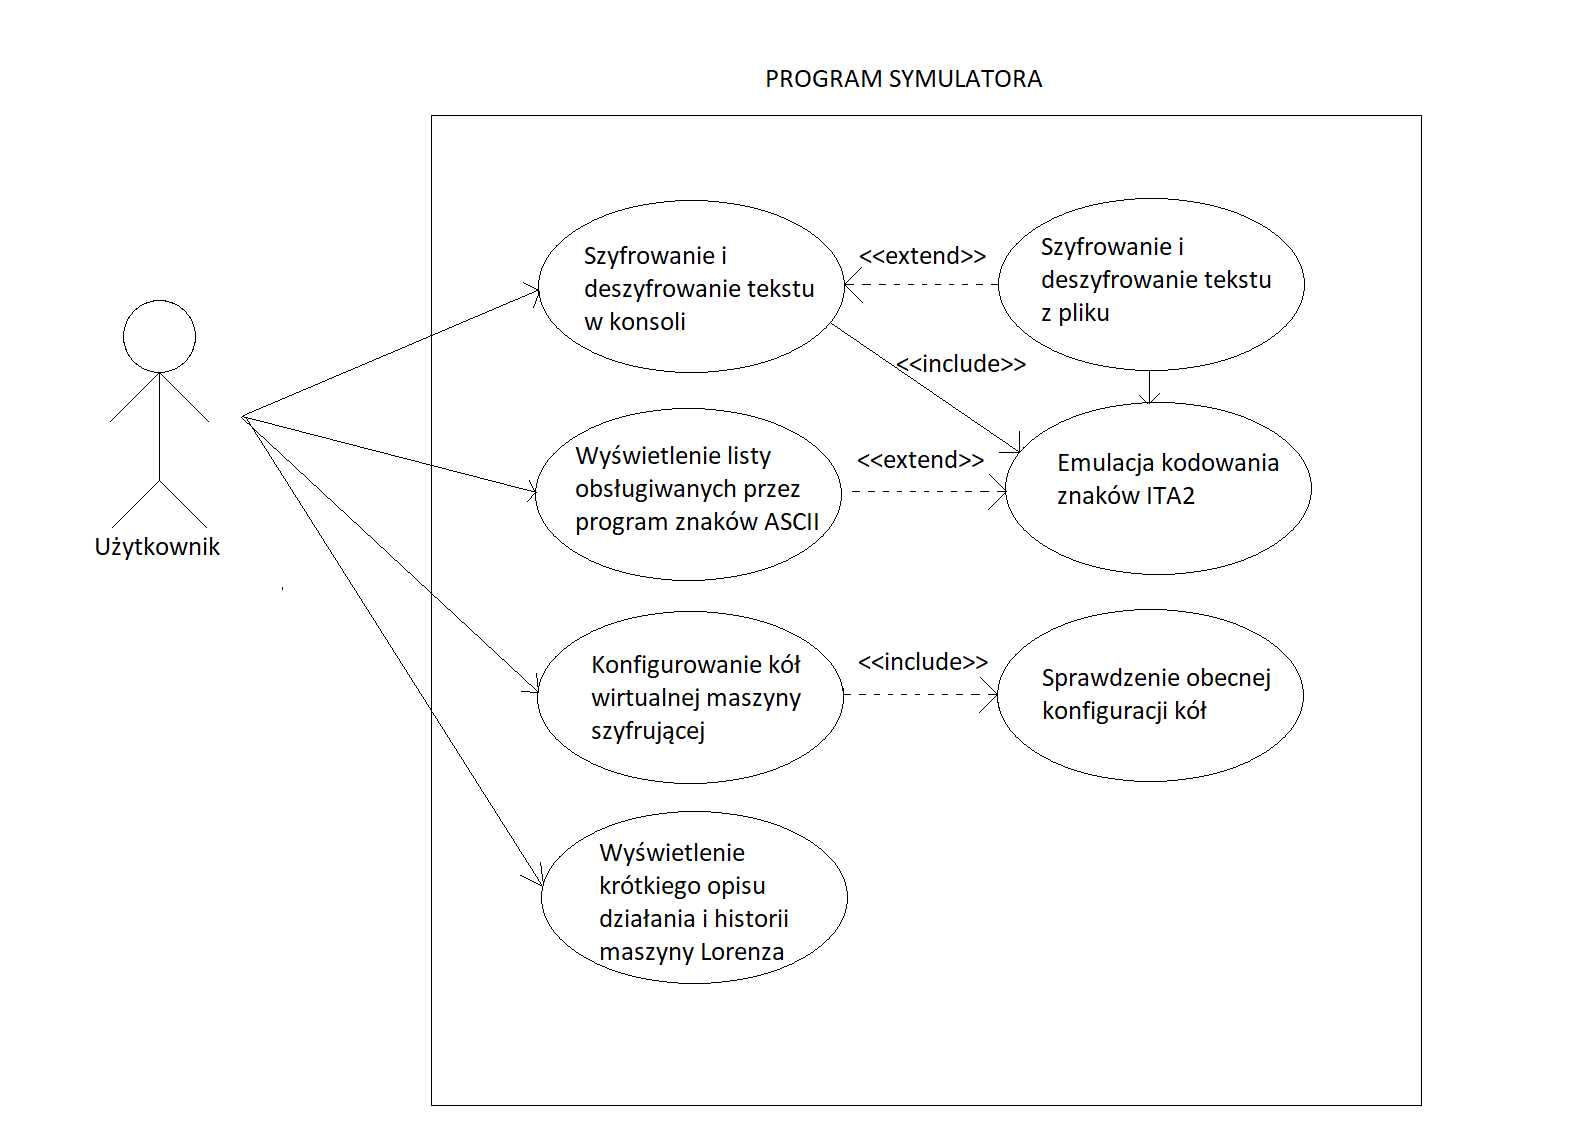 PROGRAM SYMULATORA
Szyfrowanie i
deszyfrowanie tekstu
w konsoli
<<extend>>
Szyfrowanie i
deszyfrowanie tekstu
z pliku
<<include>>
Wyświetlenie listy
obsługiwanych przez
program znaków ASCII
<<extend>>
Emulacja kodowania
znaków ITA2
Użytkownik
Konfigurowanie kół
wirtualnej maszyny
szyfrującej
<<include>>
Sprawdzenie obecnej
konfiguracji kół
Wyświetlenie
krótkiego opisu
działania i historii
maszyny Lorenza